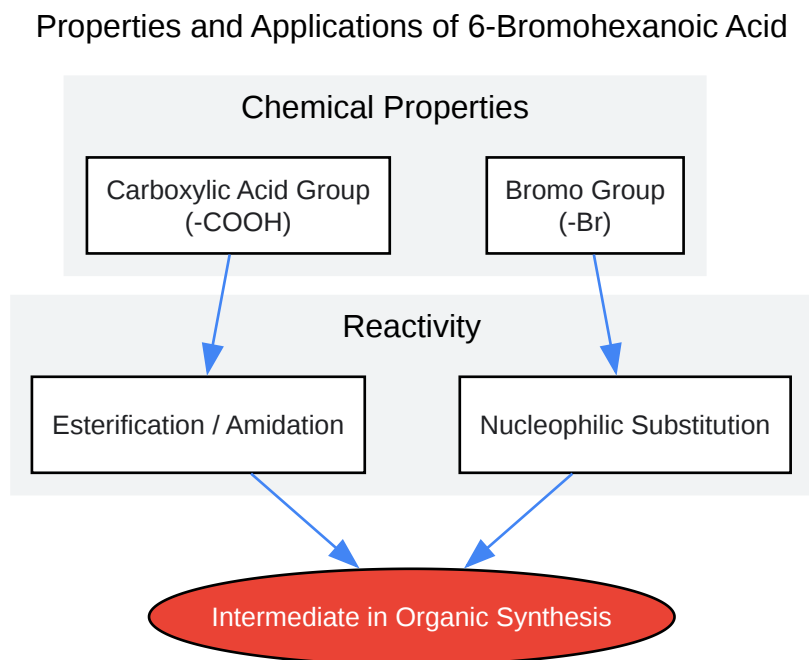 Properties and Applications of 6-Bromohexanoic Acid
Chemical Properties
Carboxylic Acid Group
(-COOH)
Bromo Group
(-Br)
Reactivity
Esterification / Amidation
Nucleophilic Substitution
Intermediate in Organic Synthesis